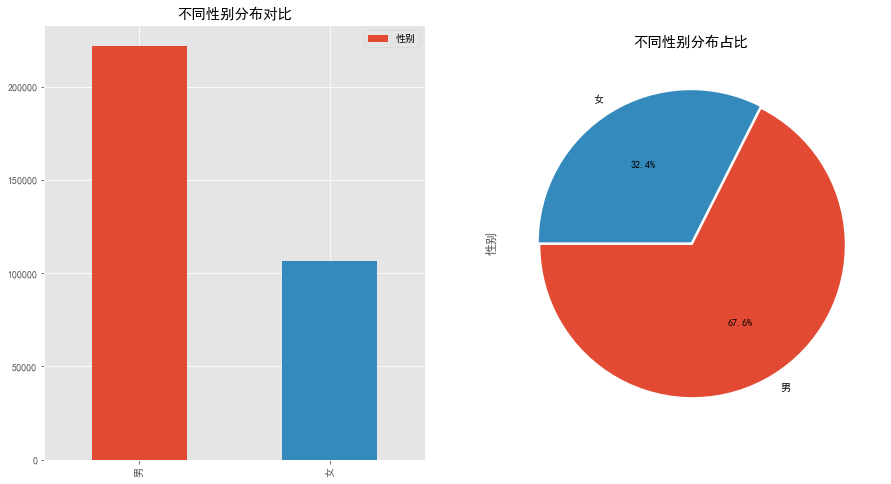 不同性别分布对比
性别
200000
150000
100000
50000
0
男
女
不同性别分布占比
女
32.4%
性别
67.6%
男